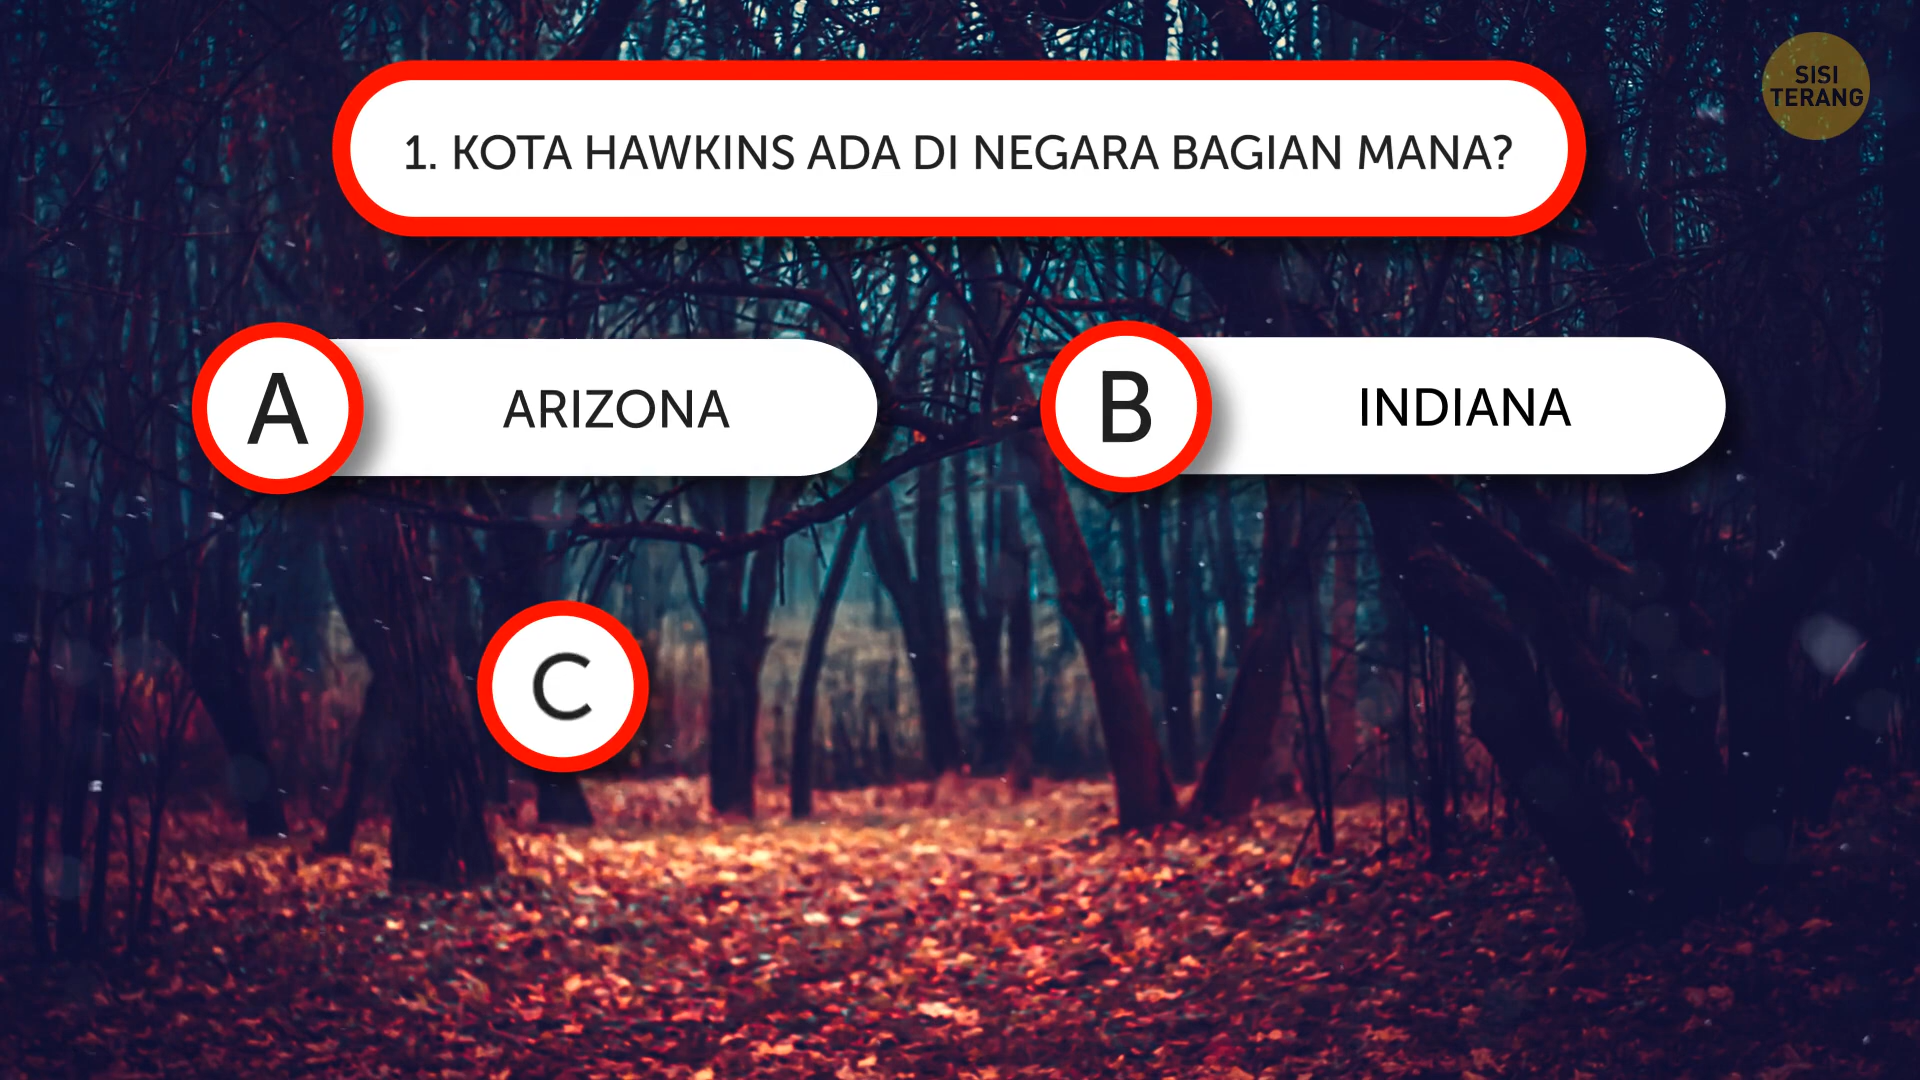 SISI
TERANG
1. KOTA HAWKINS ADA DI NEGARA BAGIAN MANA?
A ARIZONA
B INDIANA
C